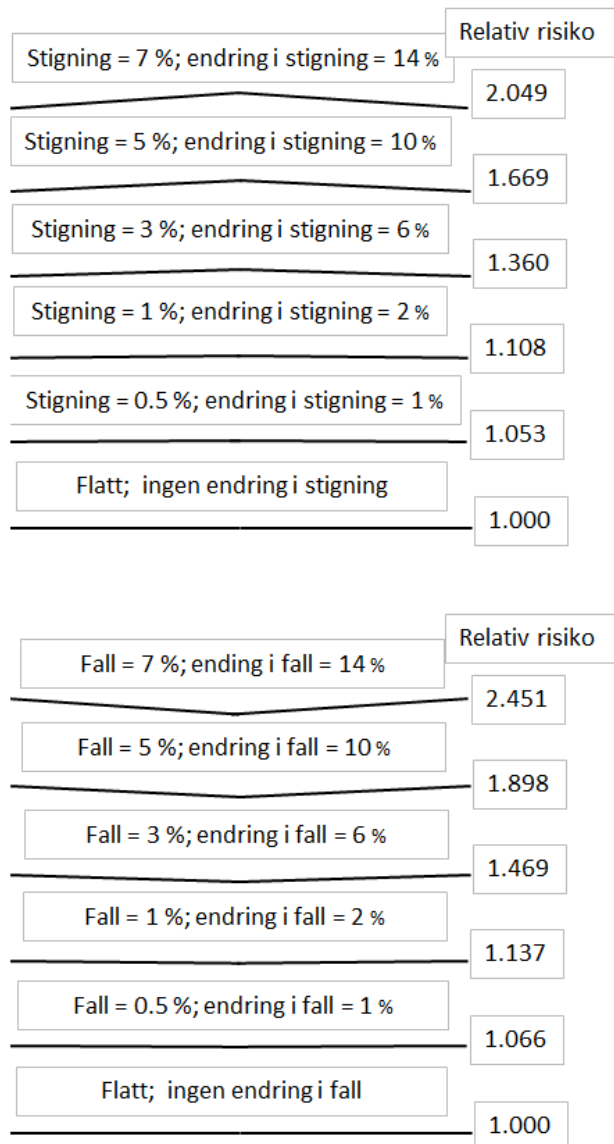 Relativ risiko
Stigning = 7 %; endring i stigning = 14 %
2.049
Stigning = 5 %; endring i stigning = 10 %
1.669
Stigning = 3 %; endring i stigning = 6 %
1.360
Stigning = 1 %; endring i stigning = 2 %
1.108
Stigning = 0.5 %; endring i stigning = 1 %
1.053
Flatt; ingen endring i stigning
1.000
Relativ risiko
Fall = 7 %; ending i fall = 14 %
2.451
Fall = 5 %; endring i fall = 10 %
1.898
Fall = 3 %; endring i fall = 6 %
1.469
Fall = 1 %; endring i fall = 2 %
1.137
Fall = 0.5 %; endring i fall = 1 %
1.066
Flatt; ingen endring i fall
1.000